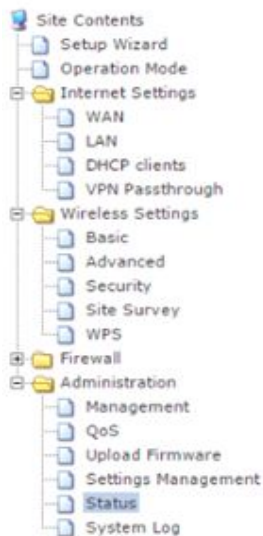 Site Contents
Setup Wizard
Operation Mode
Internet Settings
WAN
LAN
DHCP clients
VPN Passthrough
Wireless Settings
Basic
Advanced
Security
Site Survey
WPS
Firewall
Administration
Management
QoS
Upload Firmware
Settings Management
Status
System Log